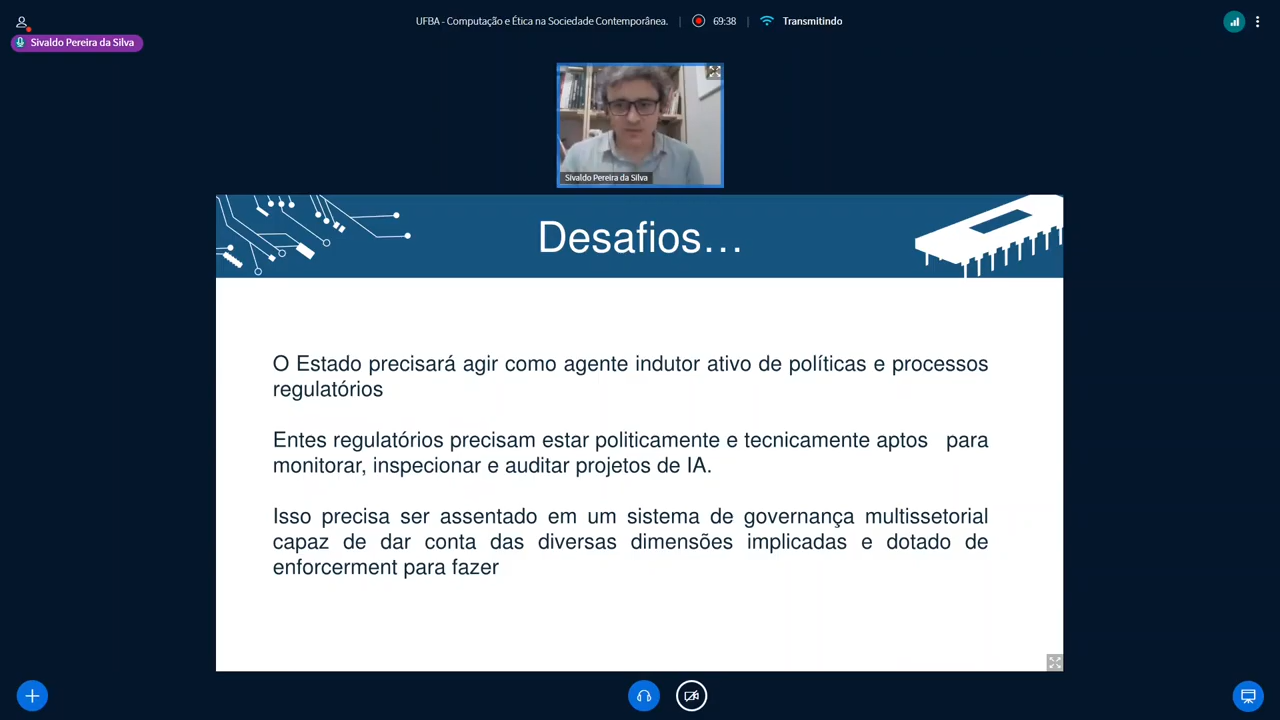 UFBA - Computação e Ética na Sociedade Contemporânea.
69:38
Transmitindo
Sivaldo Pereira da Silva
Sivaldo Pereira da Silva
Desafios…
O Estado precisará agir como agente indutor ativo de políticas e processos
regulatórios
Entes regulatórios precisam estar politicamente e tecnicamente aptos para
monitorar, inspecionar e auditar projetos de IA.
Isso precisa ser assentado em um sistema de governança multissetorial
capaz de dar conta das diversas dimensões implicadas e dotado de
enforcerment para fazer